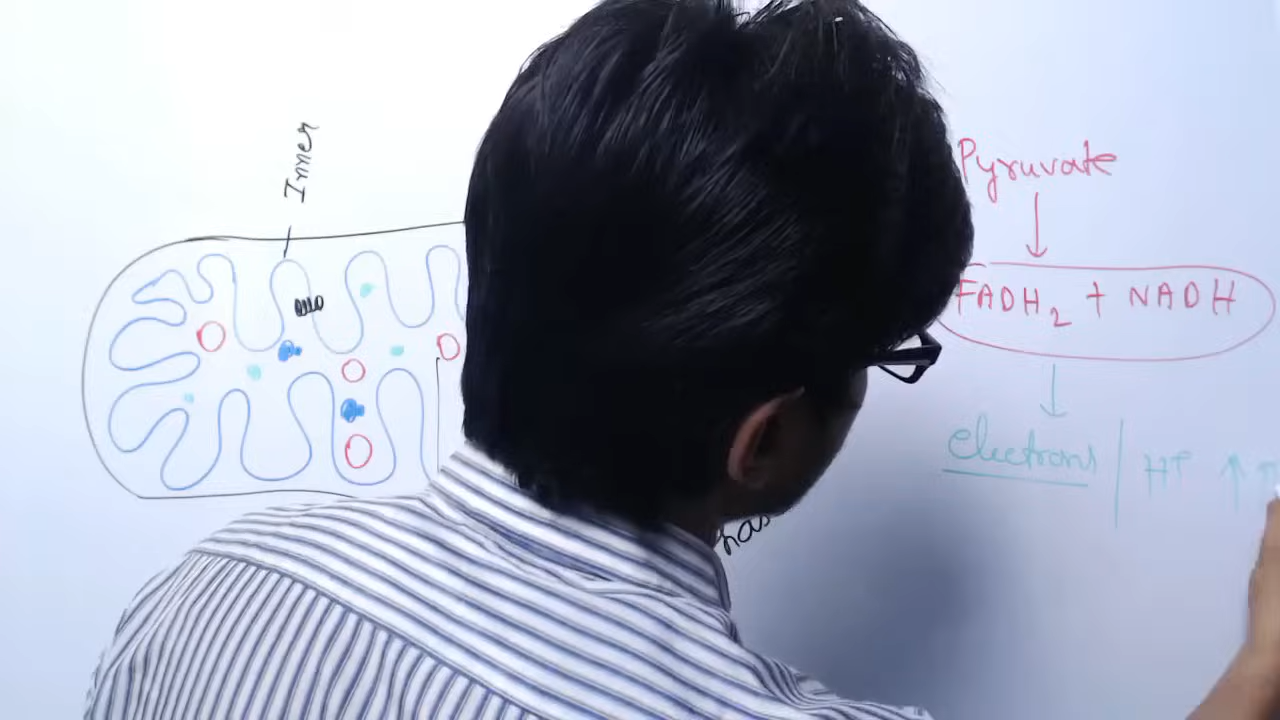 Inner
Pyruvate
↓
FADH₂ + NADH
↓
electrons | H⁺ ↑